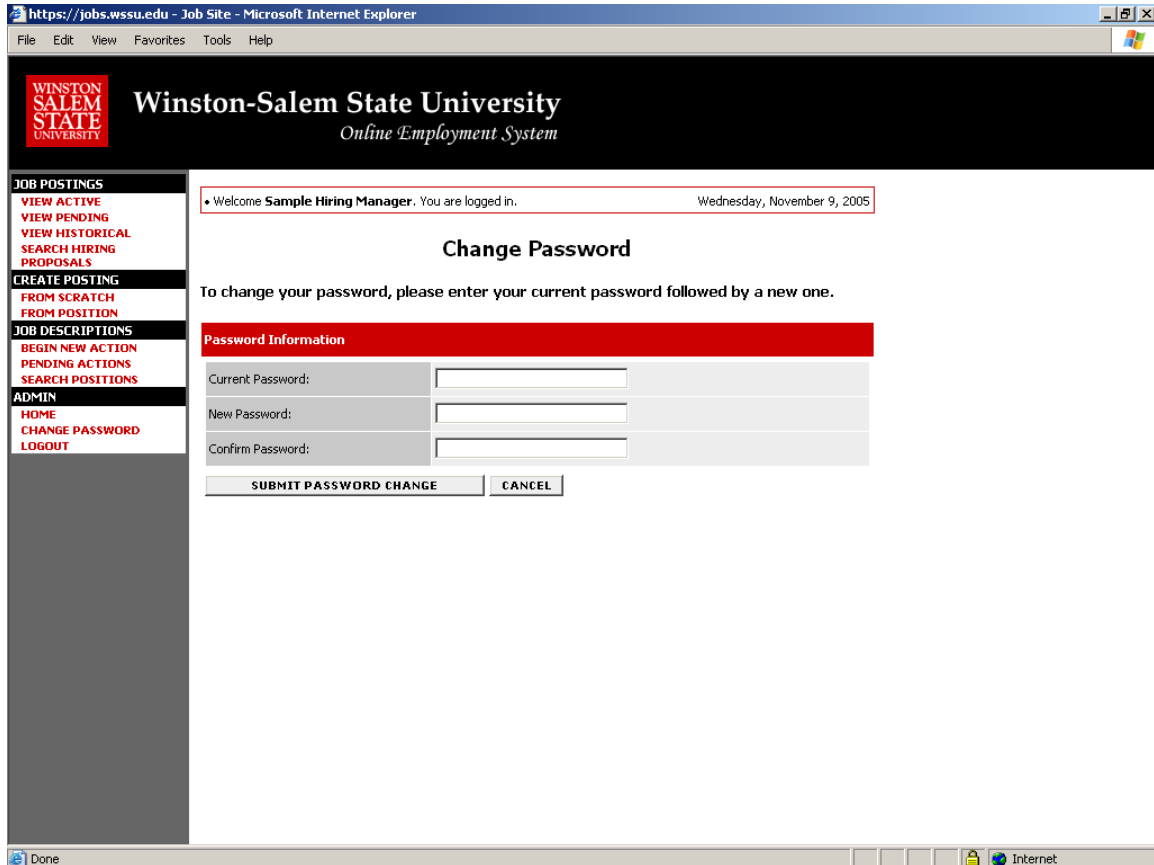 https://jobs.wssu.edu - Job Site - Microsoft Internet Explorer
File Edit View Favorites Tools Help
WINSTON
SALEM
STATE
UNIVERSITY
Winston-Salem State University
Online Employment System
JOB POSTINGS
VIEW ACTIVE
VIEW PENDING
VIEW HISTORICAL
SEARCH HIRING
PROPOSALS
CREATE POSTING
FROM SCRATCH
FROM POSITION
JOB DESCRIPTIONS
BEGIN NEW ACTION
PENDING ACTIONS
SEARCH POSITIONS
ADMIN
HOME
CHANGE PASSWORD
LOGOUT
• Welcome Sample Hiring Manager. You are logged in. Wednesday, November 9, 2005
Change Password
To change your password, please enter your current password followed by a new one.
Password Information
Current Password:
New Password:
Confirm Password:
SUBMIT PASSWORD CHANGE CANCEL
Done Internet